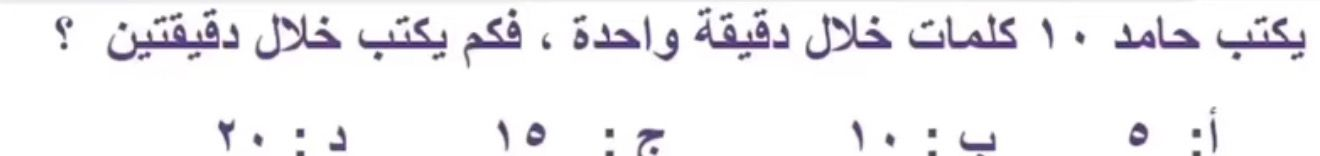 يكتب حامد ١٠ كلمات خلال دقيقة واحدة ، فكم يكتب خلال دقيقتين ؟
أ: ٥ ب : ١٠ ج : ١٥ د : ٢٠